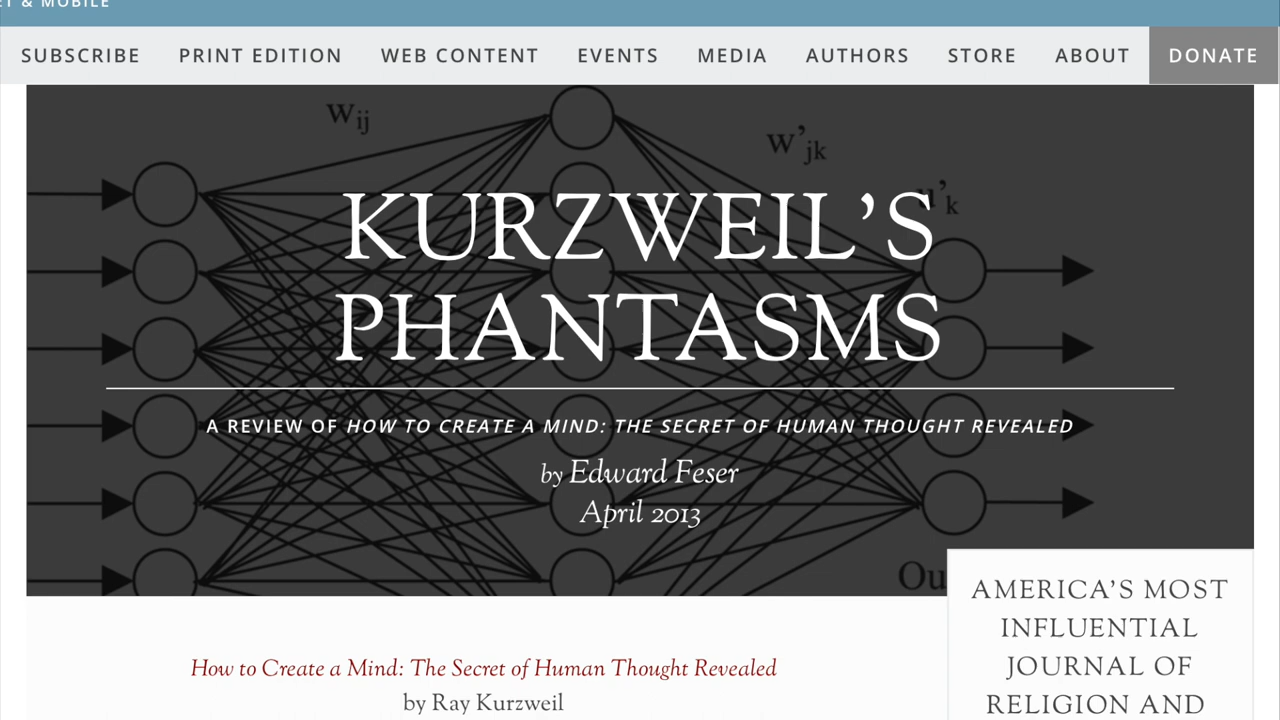 & MOBILE
SUBSCRIBE PRINT EDITION WEB CONTENT EVENTS MEDIA AUTHORS STORE ABOUT DONATE
wij
w’jk
’k
KURZWEIL’S
PHANTASMS
A REVIEW OF HOW TO CREATE A MIND: THE SECRET OF HUMAN THOUGHT REVEALED
by Edward Feser
April 2013
Ou
AMERICA’S MOST
INFLUENTIAL
JOURNAL OF
RELIGION AND
How to Create a Mind: The Secret of Human Thought Revealed
by Ray Kurzweil